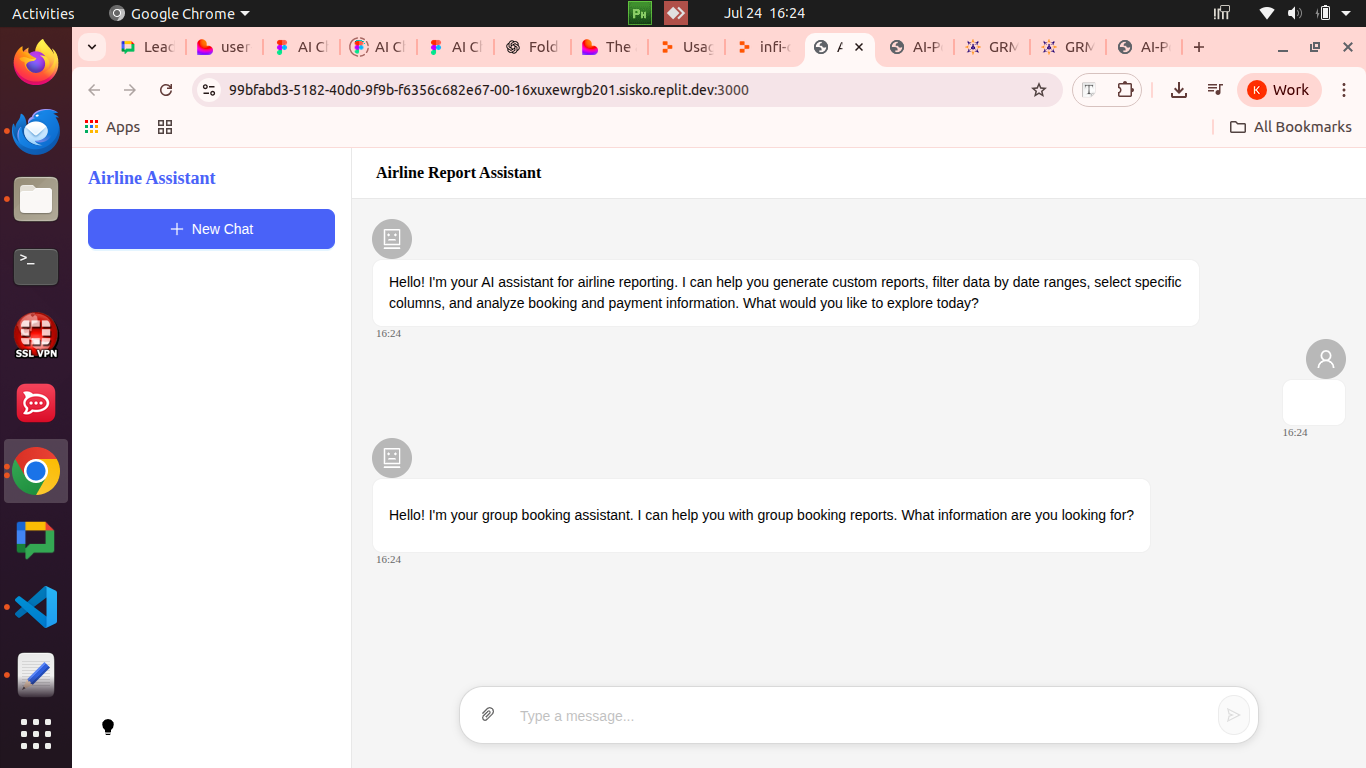 Activities
Google Chrome
Jul 24 16:24
Lead
user
AI Cl
AI Cl
AI Cl
Fold
The
Usag
infi-c
A
AI-P
GRM
GRM
AI-P
99bfabd3-5182-40d0-9f9b-f6356c682e67-00-16xuxewrgb201.sisko.replit.dev:3000
K Work
Apps
All Bookmarks
SSL VPN
Airline Assistant
New Chat
Airline Report Assistant
Hello! I'm your AI assistant for airline reporting. I can help you generate custom reports, filter data by date ranges, select specific
columns, and analyze booking and payment information. What would you like to explore today?
16:24
16:24
Hello! I'm your group booking assistant. I can help you with group booking reports. What information are you looking for?
16:24
Type a message...